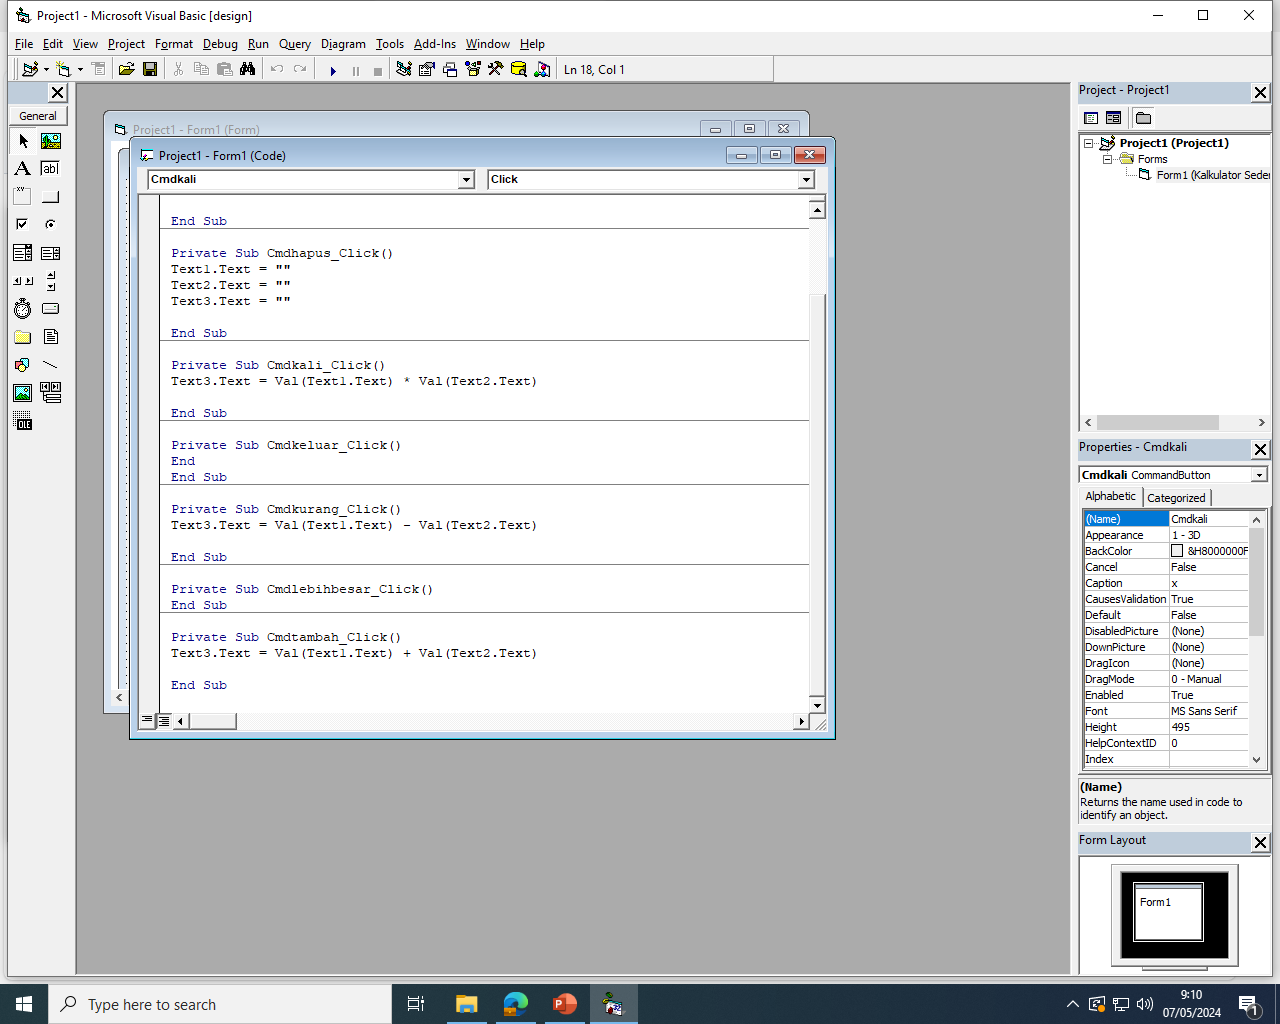 Project1 - Microsoft Visual Basic [design]
File Edit View Project Format Debug Run Query Diagram Tools Add-Ins Window Help
Ln 18, Col 1
General
Project1 - Form1 (Form)
Project1 - Form1 (Code)
Cmdkali Click
End Sub
Private Sub Cmdhapus_Click()
Text1.Text = ""
Text2.Text = ""
Text3.Text = ""
End Sub
Private Sub Cmdkali_Click()
Text3.Text = Val(Text1.Text) * Val(Text2.Text)
End Sub
Private Sub Cmdkeluar_Click()
End
End Sub
Private Sub Cmdkurang_Click()
Text3.Text = Val(Text1.Text) - Val(Text2.Text)
End Sub
Private Sub Cmdlebihbesar_Click()
End Sub
Private Sub Cmdtambah_Click()
Text3.Text = Val(Text1.Text) + Val(Text2.Text)
End Sub
Project - Project1
Project1 (Project1)
Forms
Form1 (Kalkulator Seder
Properties - Cmdkali
Cmdkali CommandButton
Alphabetic Categorized
(Name) Cmdkali
Appearance 1 - 3D
BackColor &H8000000F
Cancel False
Caption x
CausesValidation True
Default False
DisabledPicture (None)
DownPicture (None)
DragIcon (None)
DragMode 0 - Manual
Enabled True
Font MS Sans Serif
Height 495
HelpContextID 0
Index
(Name)
Returns the name used in code to
identify an object.
Form Layout
Form1
Type here to search
9:10
07/05/2024
1